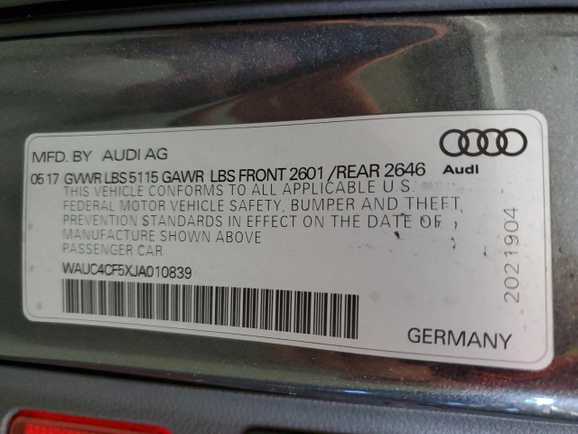 MFD. BY AUDI AG
Audi
05 17 GVWR LBS 5115 GAWR LBS FRONT 2601 /REAR 2646
THIS VEHICLE CONFORMS TO ALL APPLICABLE U.S.
FEDERAL MOTOR VEHICLE SAFETY, BUMPER AND THEFT
PREVENTION STANDARDS IN EFFECT ON THE DATE OF
MANUFACTURE SHOWN ABOVE
PASSENGER CAR
WAUC4CF5XJA010839
GERMANY
2021904